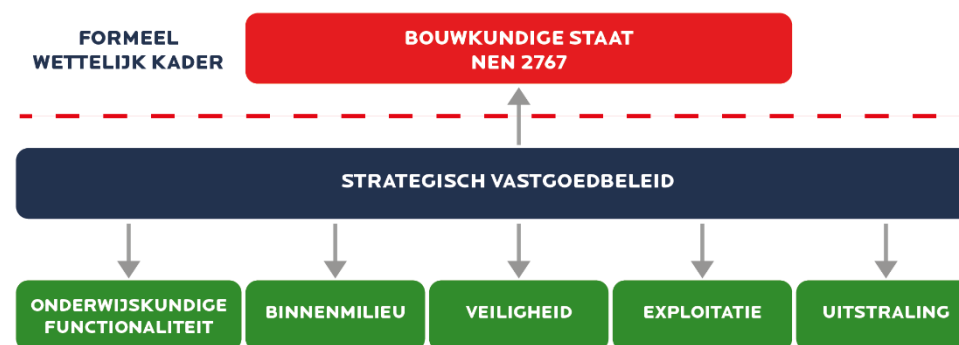 FORMEEL
WETTELIJK KADER
BOUWKUNDIGE STAAT
NEN 2767
STRATEGISCH VASTGOEDBELEID
ONDERWIJSKUNDIGE
FUNCTIONALITEIT
BINNENMILIEU
VEILIGHEID
EXPLOITATIE
UITSTRALING